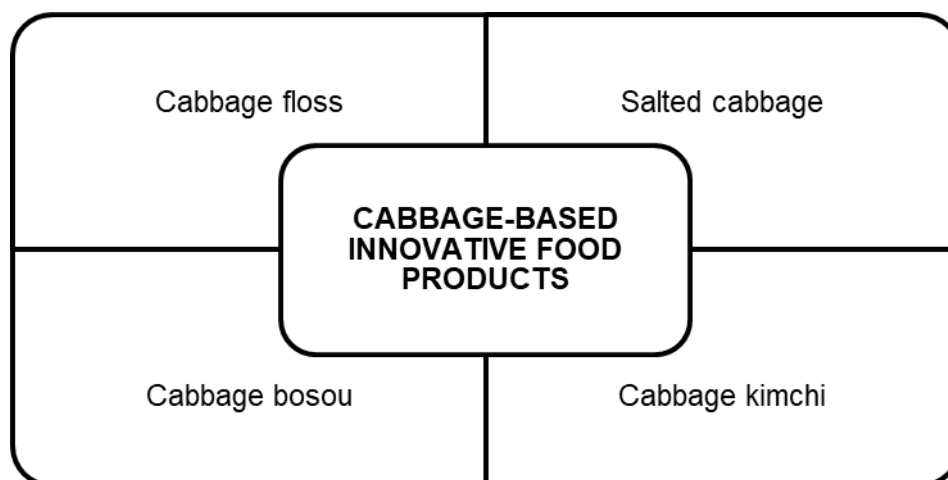 Cabbage floss
Salted cabbage
CABBAGE-BASED
INNOVATIVE FOOD
PRODUCTS
Cabbage bosou
Cabbage kimchi